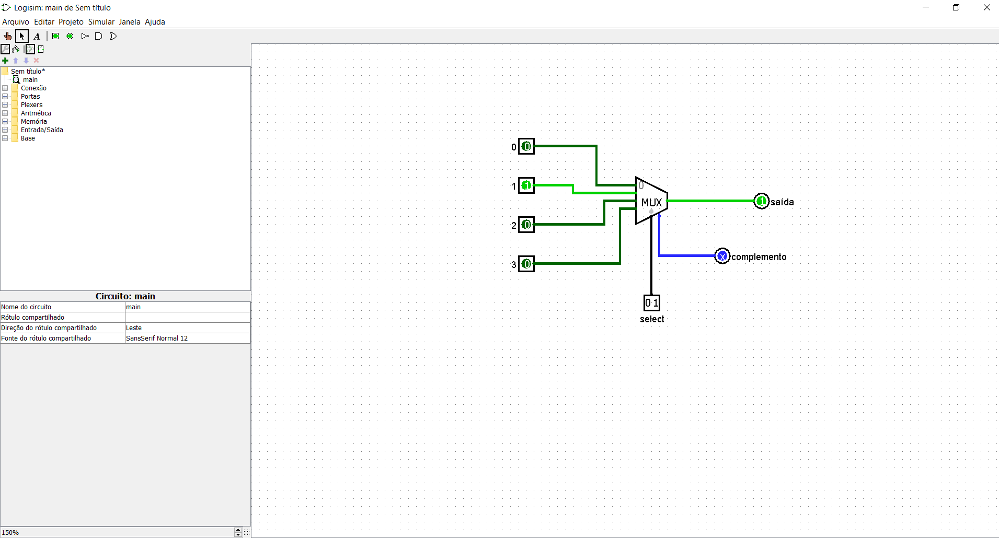 Logisim: main de Sem título
Arquivo Editar Projeto Simular Janela Ajuda
A
Sem título*
main
Conexão
Portas
Plexers
Aritmética
Memória
Entrada/Saída
Base
Circuito: main
Nome do circuito main
Rótulo compartilhado
Direção do rótulo compartilhado Leste
Fonte do rótulo compartilhado SansSerif Normal 12
150%
0 0
1 1
0
MUX
1 saída
2 0
x complemento
3 0
0 1
select